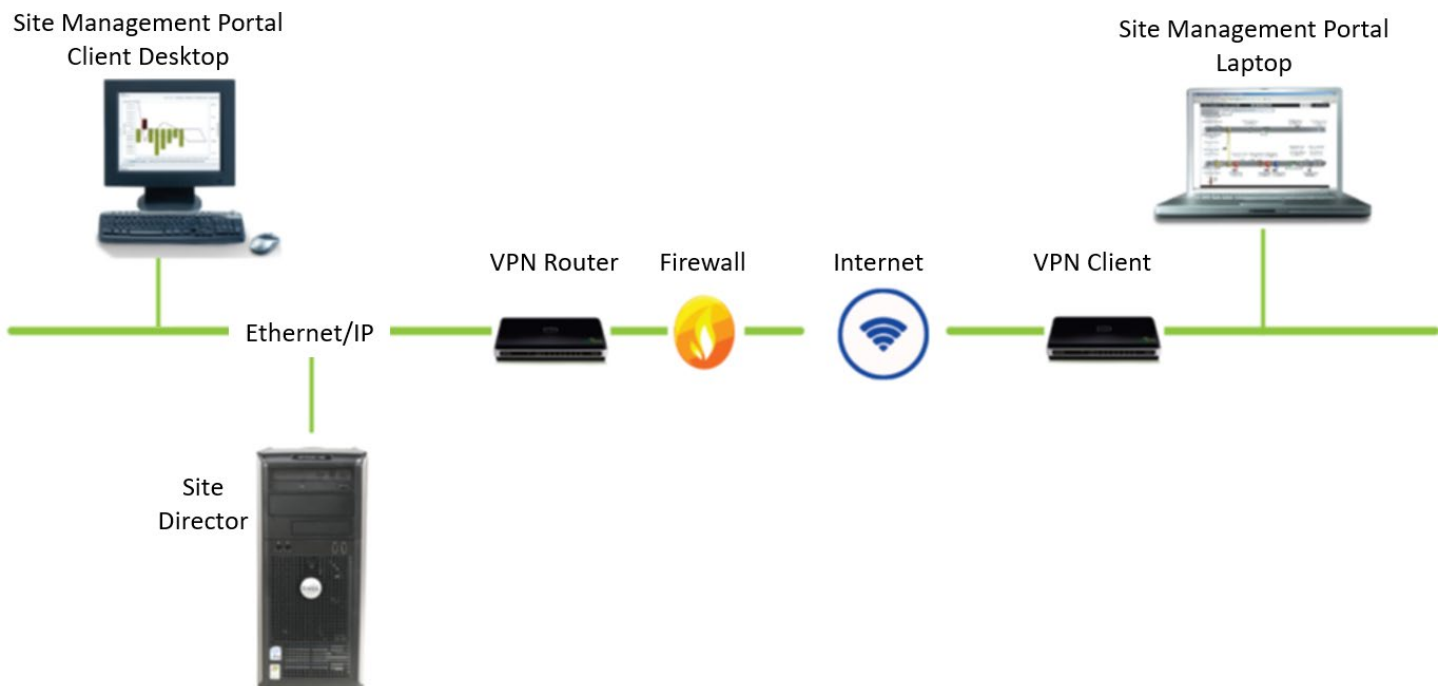 Site Management Portal
Client Desktop
Site Management Portal
Laptop
VPN Router
Firewall
Internet
VPN Client
Ethernet/IP
Site
Director